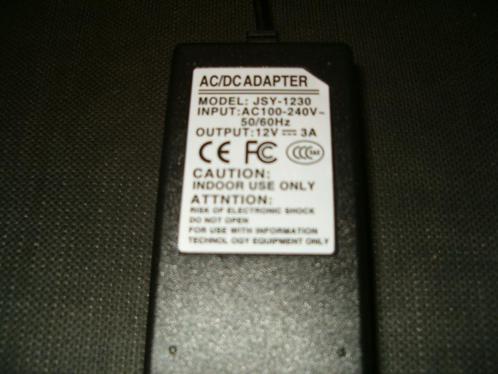 AC/DC ADAPTER
MODEL: JSY-1230
INPUT:AC100-240V~
50/60Hz
OUTPUT:12V⎓3A
CE FC CCC S&E
CAUTION:
INDOOR USE ONLY
ATTNTION:
RISK OF ELECTRONIC SHOCK
DO NOT OPEN
FOR USE WITH INFORMATION
TECHNOL OGY EQUIPMENT ONLY